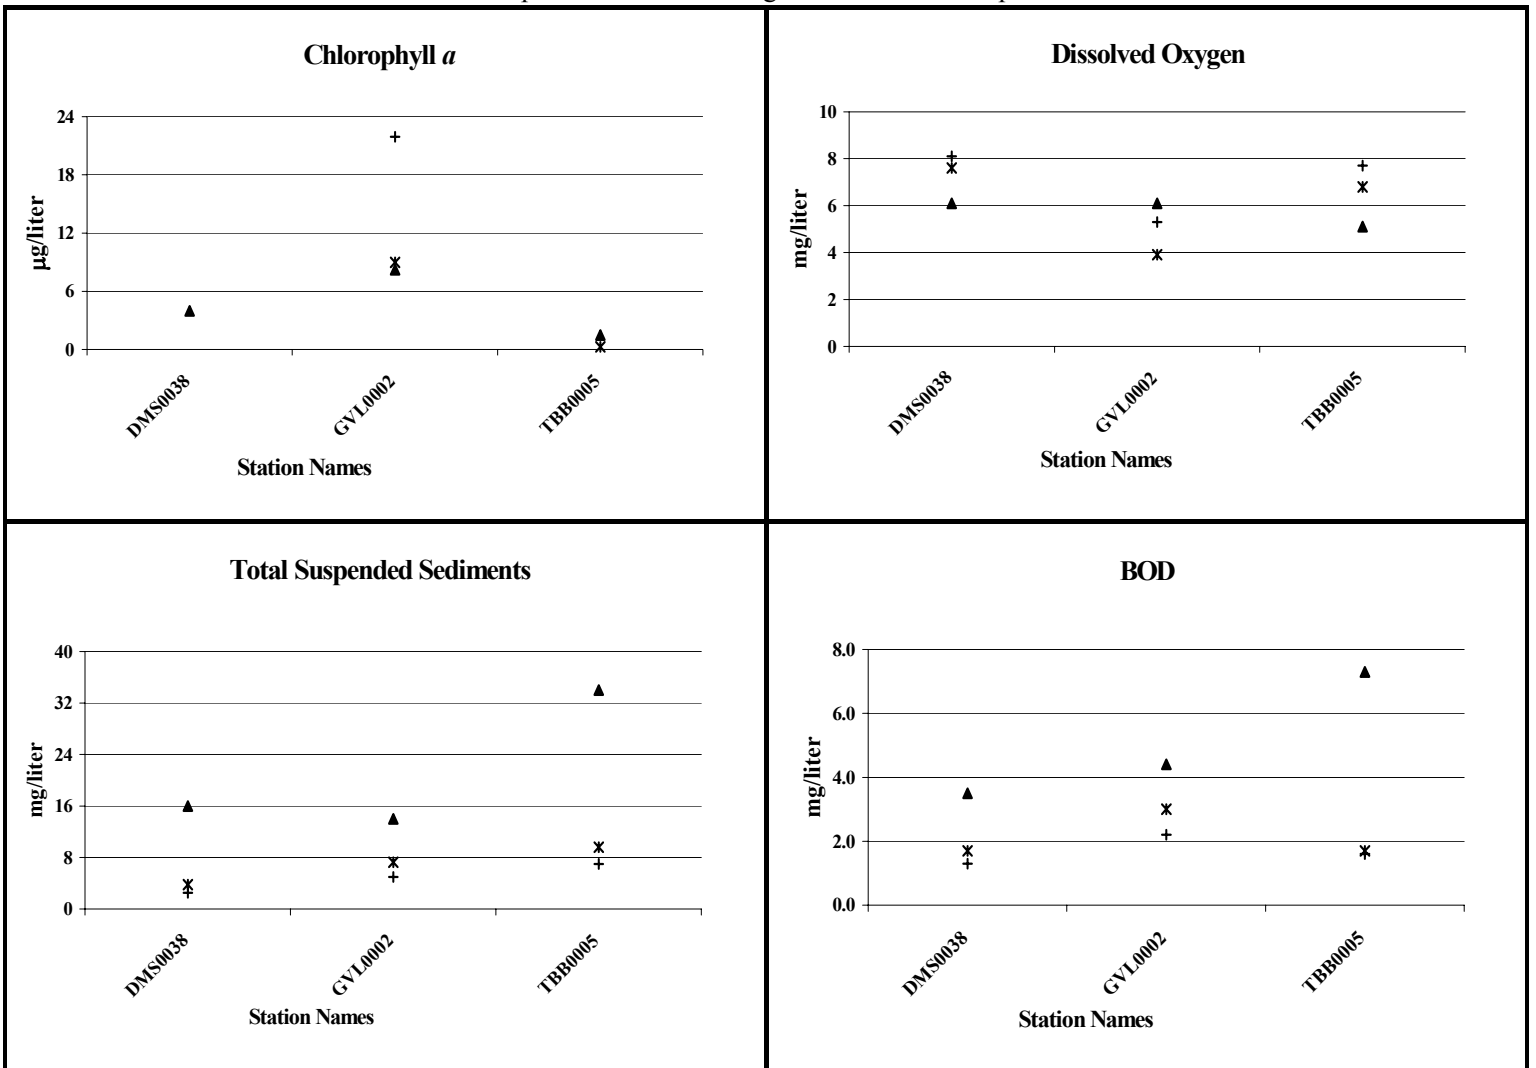 Chlorophyll a
24
18
12
6
0
µg/liter
DMS0038
GVL0002
TBB0005
Station Names
Dissolved Oxygen
10
8
6
4
2
0
mg/liter
DMS0038
GVL0002
TBB0005
Station Names
Total Suspended Sediments
40
32
24
16
8
0
mg/liter
DMS0038
GVL0002
TBB0005
Station Names
BOD
8.0
6.0
4.0
2.0
0.0
mg/liter
DMS0038
GVL0002
TBB0005
Station Names